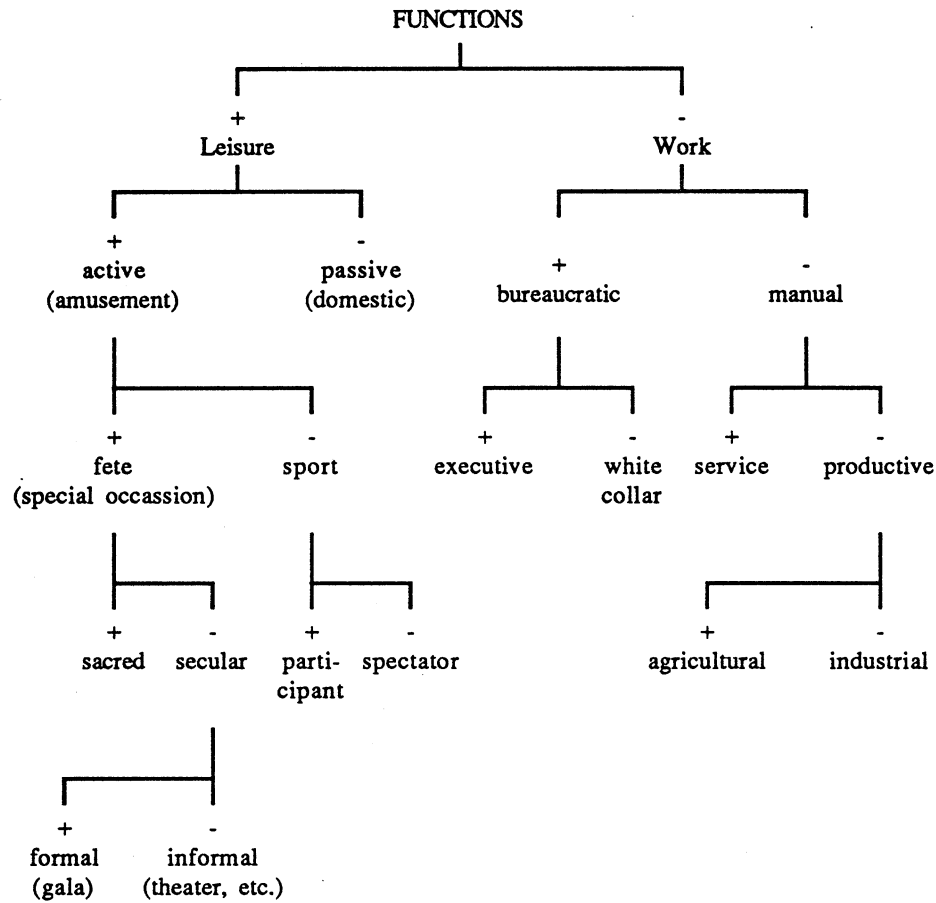 FUNCTIONS
+ -
Leisure Work
+ -
active passive
(amusement) (domestic)
+ -
bureaucratic manual
+ - + - + -
fete sport executive white service productive
(special occassion) collar
+ - + - + -
sacred secular parti- spectator agricultural industrial
cipant
+ -
formal informal
(gala) (theater, etc.)